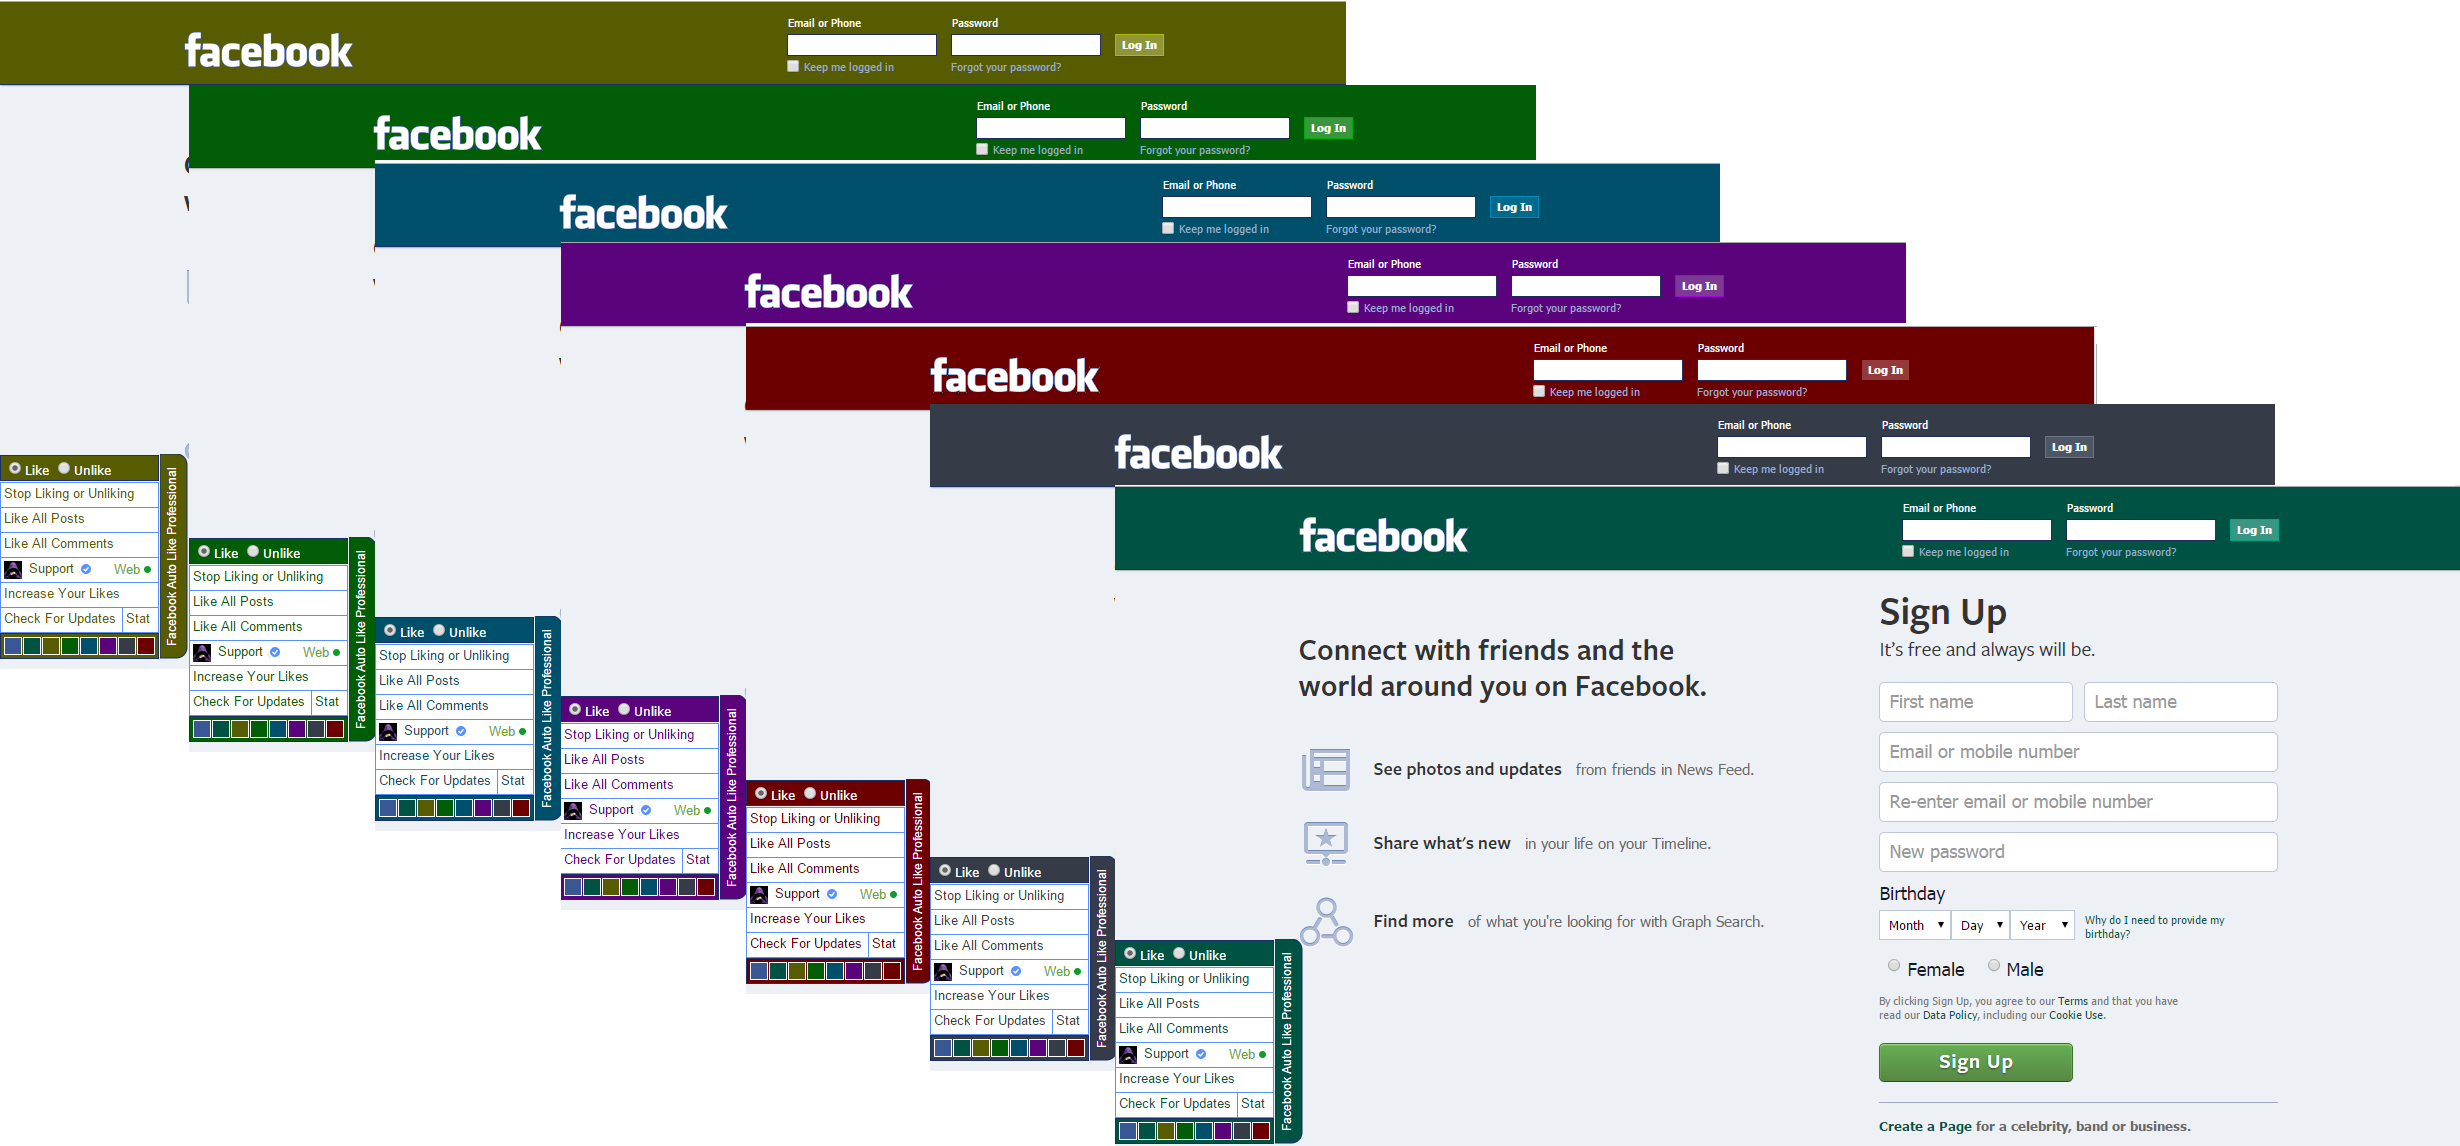 Email or Phone Password
facebook Log In
Keep me logged in Forgot your password?
Email or Phone Password
facebook Log In
Keep me logged in Forgot your password?
Email or Phone Password
facebook Log In
Keep me logged in Forgot your password?
Email or Phone Password
facebook Log In
Keep me logged in Forgot your password?
Email or Phone Password
facebook Log In
Keep me logged in Forgot your password?
Email or Phone Password
facebook Log In
Keep me logged in Forgot your password?
Email or Phone Password
facebook Log In
Keep me logged in Forgot your password?
Like Unlike
Stop Liking or Unliking
Like All Posts
Like All Comments
Support Web
Increase Your Likes
Check For Updates Stat
Facebook Auto Like Professional
Like Unlike
Stop Liking or Unliking
Like All Posts
Like All Comments
Support Web
Increase Your Likes
Check For Updates Stat
Facebook Auto Like Professional
Like Unlike
Stop Liking or Unliking
Like All Posts
Like All Comments
Support Web
Increase Your Likes
Check For Updates Stat
Facebook Auto Like Professional
Like Unlike
Stop Liking or Unliking
Like All Posts
Like All Comments
Support Web
Increase Your Likes
Check For Updates Stat
Facebook Auto Like Professional
Like Unlike
Stop Liking or Unliking
Like All Posts
Like All Comments
Support Web
Increase Your Likes
Check For Updates Stat
Facebook Auto Like Professional
Like Unlike
Stop Liking or Unliking
Like All Posts
Like All Comments
Support Web
Increase Your Likes
Check For Updates Stat
Facebook Auto Like Professional
Like Unlike
Stop Liking or Unliking
Like All Posts
Like All Comments
Support Web
Increase Your Likes
Check For Updates Stat
Facebook Auto Like Professional
Connect with friends and the
world around you on Facebook.
See photos and updates from friends in News Feed.
Share what's new in your life on your Timeline.
Find more of what you're looking for with Graph Search.
Sign Up
It's free and always will be.
First name Last name
Email or mobile number
Re-enter email or mobile number
New password
Birthday
Month Day Year Why do I need to provide my
birthday?
Female Male
By clicking Sign Up, you agree to our Terms and that you have
read our Data Policy, including our Cookie Use.
Sign Up
Create a Page for a celebrity, band or business.